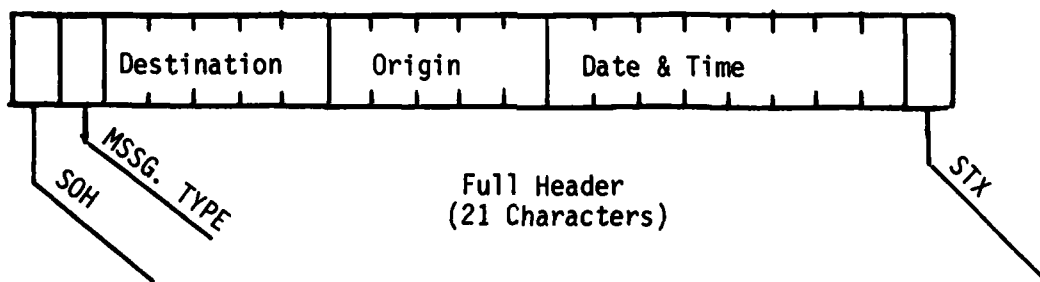 Destination Origin Date & Time
SOH
MSSG. TYPE
STX
Full Header
(21 Characters)